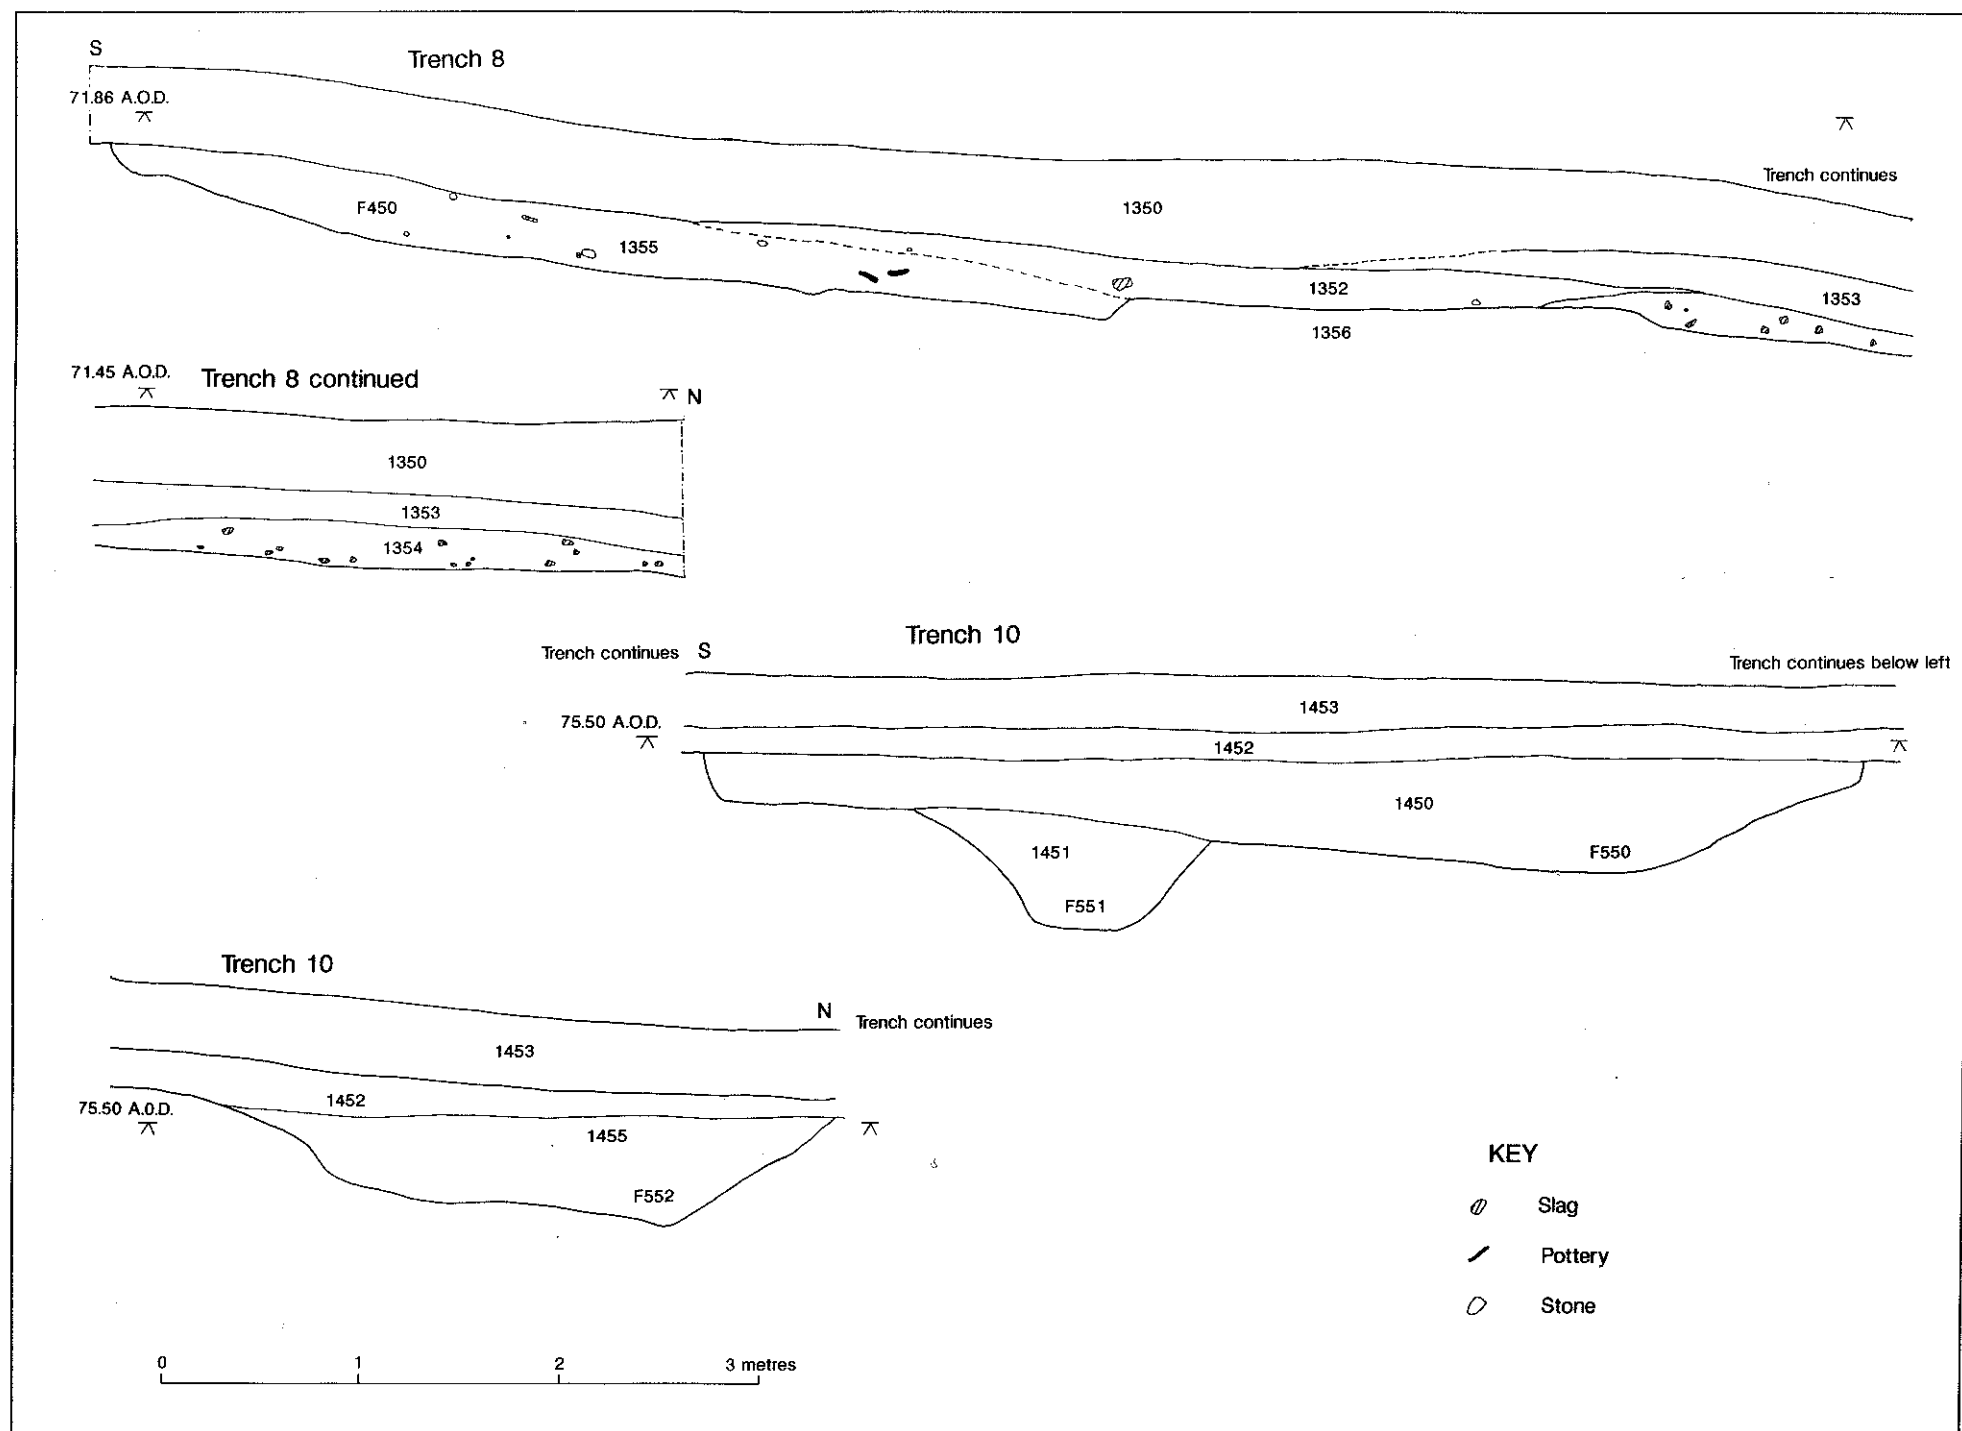 S
Trench 8
71.86 A.O.D.
Trench continues
F450
1350
1355
1352
1353
1356
71.45 A.O.D.
Trench 8 continued
N
1350
1353
1354
Trench 10
Trench continues S
Trench continues below left
1453
75.50 A.O.D.
1452
1450
1451
F550
F551
Trench 10
N
Trench continues
1453
1452
75.50 A.O.D.
1455
F552
KEY
Slag
Pottery
Stone
0 1 2 3 metres